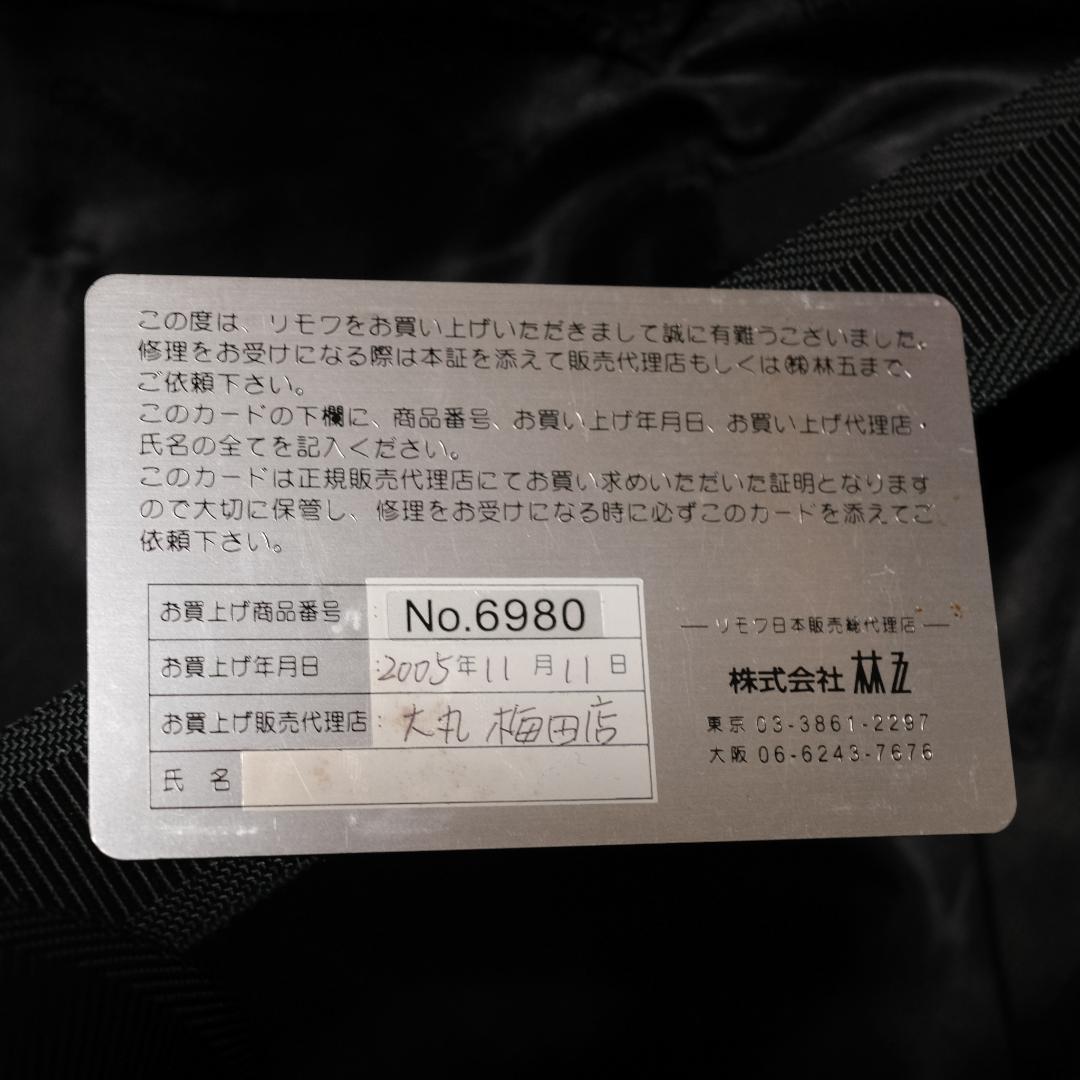 この度は、リモワをお買い上げいただきまして誠に有難うございました。
修理をお受けになる際は本証を添えて販売代理店もしくは㈱林五まで、
ご依頼下さい。
このカードの下欄に、商品番号、お買い上げ年月日、お買い上げ代理店・
氏名の全てを記入ください。
このカードは正規販売代理店にてお買い求めいただいた証明となります
ので大切に保管し、修理をお受けになる時に必ずこのカードを添えてご
依頼下さい。
お買上げ商品番号 : No.6980
お買上げ年月日 : 2005年11月11日
お買上げ販売代理店 : 大丸 梅田店
氏 名
リモワ日本販売総代理店
株式会社 林五
東京 03-3861-2297
大阪 06-6243-7676